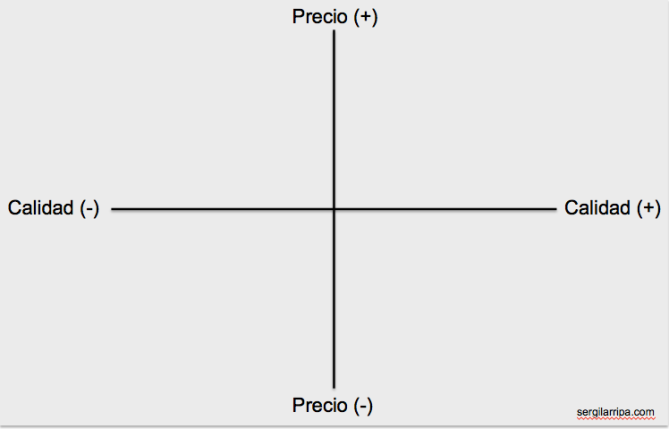 Precio (+)
Calidad (-)
Calidad (+)
Precio (-)
sergilarripa.com